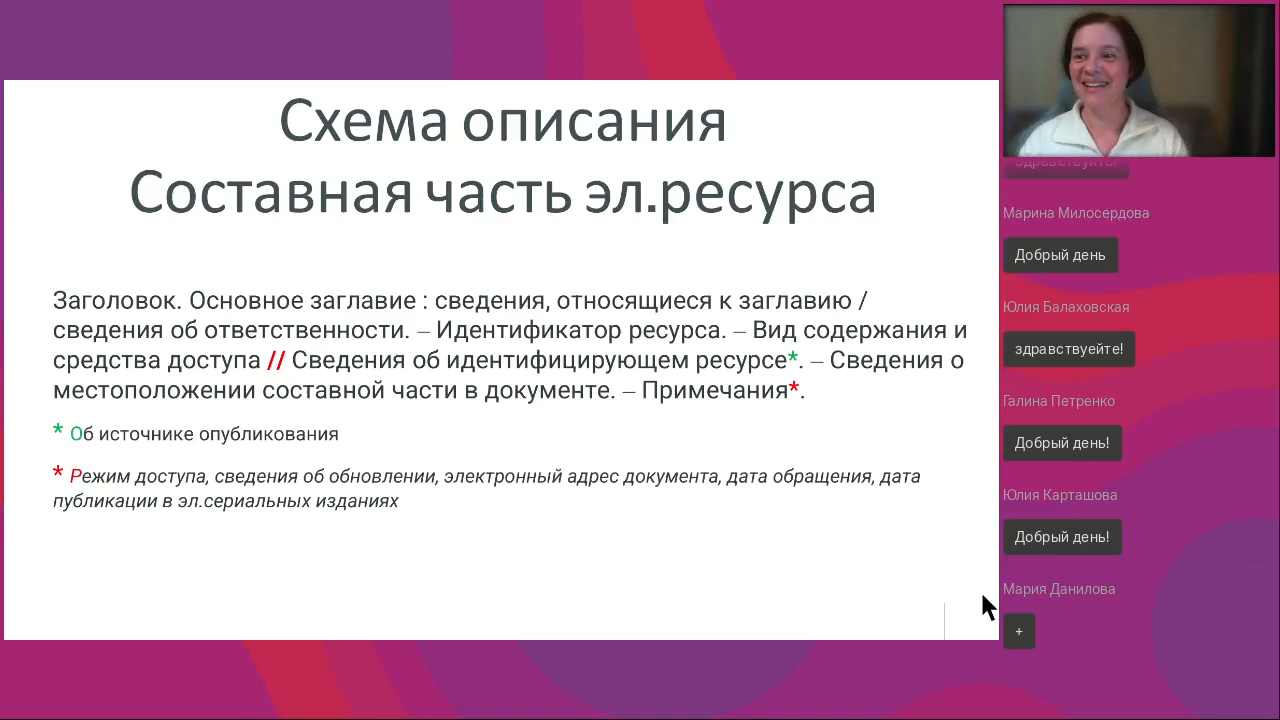 Схема описания
Составная часть эл.ресурса
Заголовок. Основное заглавие : сведения, относящиеся к заглавию /
сведения об ответственности. – Идентификатор ресурса. – Вид содержания и
средства доступа // Сведения об идентифицирующем ресурсе*. – Сведения о
местоположении составной части в документе. – Примечания*.
* Об источнике опубликования
* Режим доступа, сведения об обновлении, электронный адрес документа, дата обращения, дата
публикации в эл.сериальных изданиях
здравствуйте!
Марина Милосердова
Добрый день
Юлия Балаховская
здравствуейте!
Галина Петренко
Добрый день!
Юлия Карташова
Добрый день!
Мария Данилова
+